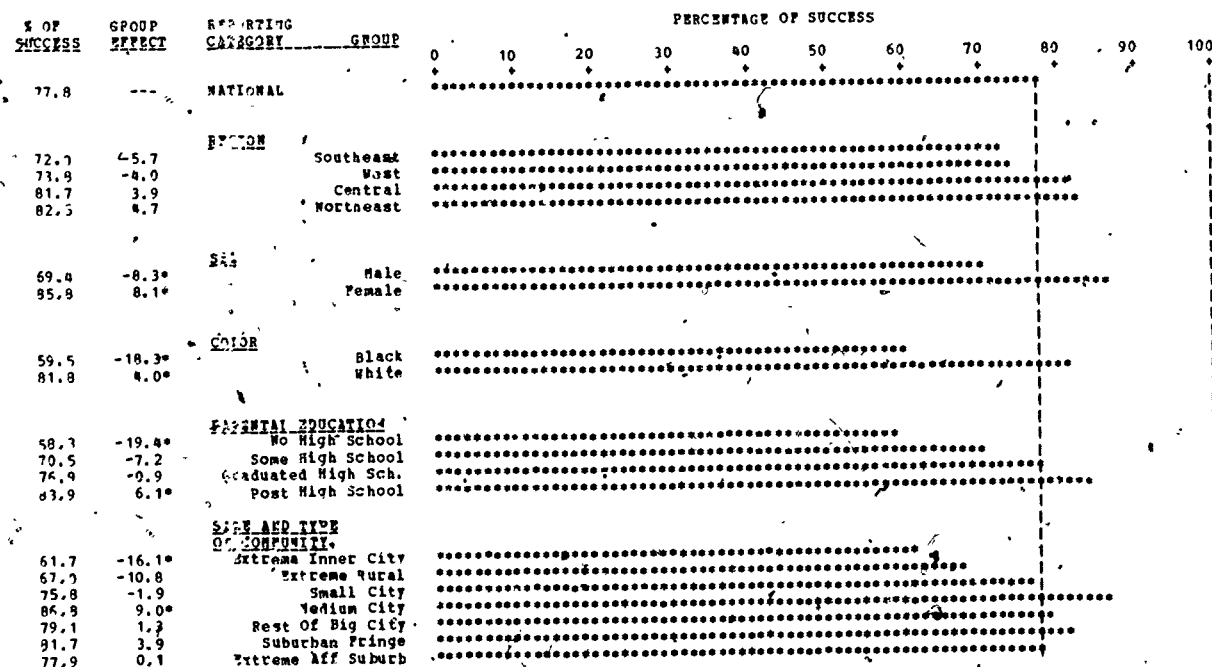 PERCENTAGE OF SUCCESS
% OF GROUP REPORTING
SUCCESS EFFECT CATEGORY GROUP
0 10 20 30 40 50 60 70 80 90 100
77.8 --- NATIONAL
REGION
-5.7 Southeast
73.8 -4.0 West
81.7 3.9 Central
82.5 4.7 Northeast
SEX
69.4 -8.3* Male
85.8 8.1* Female
COLOR
59.5 -18.3* Black
81.8 4.0* White
PARENTAL EDUCATION
58.3 -19.4* No High School
70.5 -7.2 Some High School
76.9 -0.9 Graduated High Sch.
83.9 6.1* Post High School
SIZE AND TYPE
OF COMMUNITY
61.7 -16.1* Extreme Inner City
67.0 -10.8 Extreme Rural
75.8 -1.9 Small City
86.8 9.0* Medium City
79.1 1.3 Rest Of Big City
81.7 3.9 Suburban Fringe
77.9 0.1 Extreme Aff Suburb